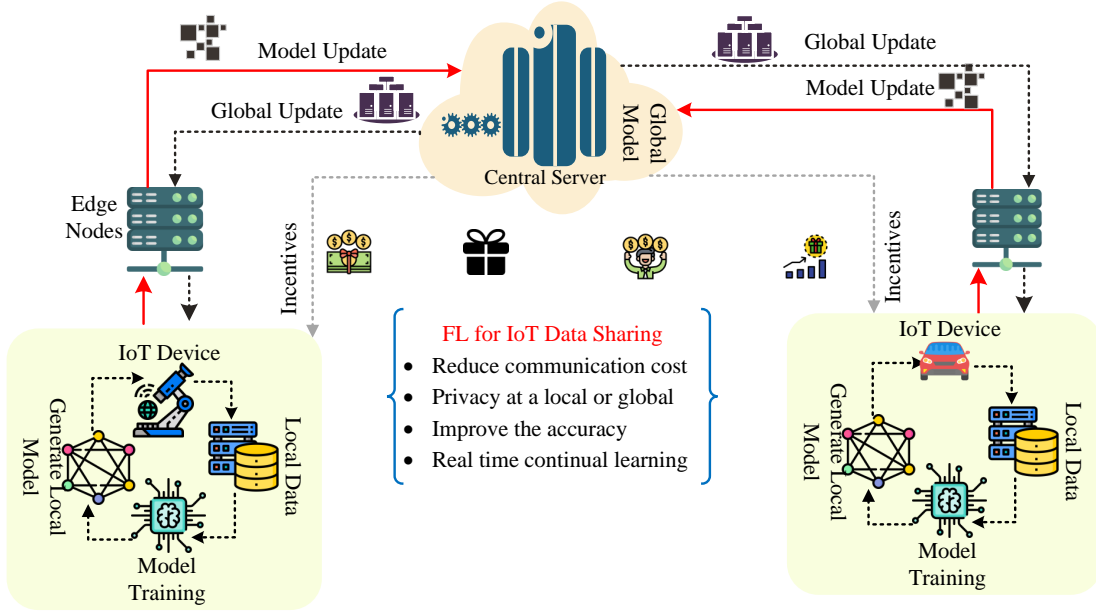 Model Update
Global Update
Global Update
Model Update
Global
Model
Central Server
Edge
Nodes
Incentives
Incentives
FL for IoT Data Sharing
• Reduce communication cost
• Privacy at a local or global
• Improve the accuracy
• Real time continual learning
IoT Device
Local Data
Generate Local
Model
Model
Training
IoT Device
Local Data
Generate Local
Model
Model
Training